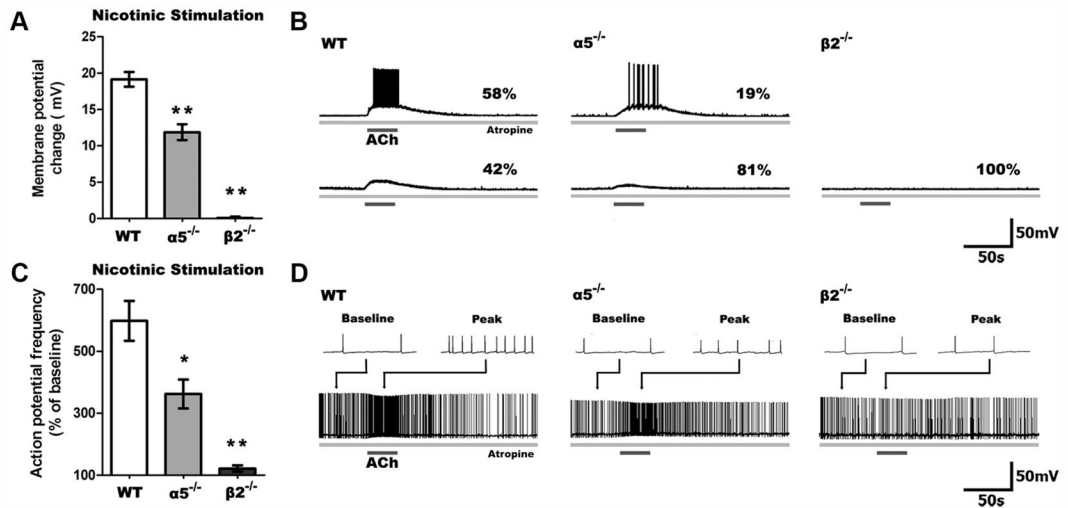 A
Nicotinic Stimulation
Membrane potential
change ( mV)
25
20
15
10
5
0
**
**
WT
α5-/-
β2-/-
B
WT
α5-/-
β2-/-
58%
19%
ACh
Atropine
42%
81%
100%
50mV
50s
C
Nicotinic Stimulation
Action potential frequency
(% of baseline)
700
500
300
100
*
**
WT
α5-/-
β2-/-
D
WT
α5-/-
β2-/-
Baseline
Peak
Baseline
Peak
Baseline
Peak
ACh
Atropine
50mV
50s